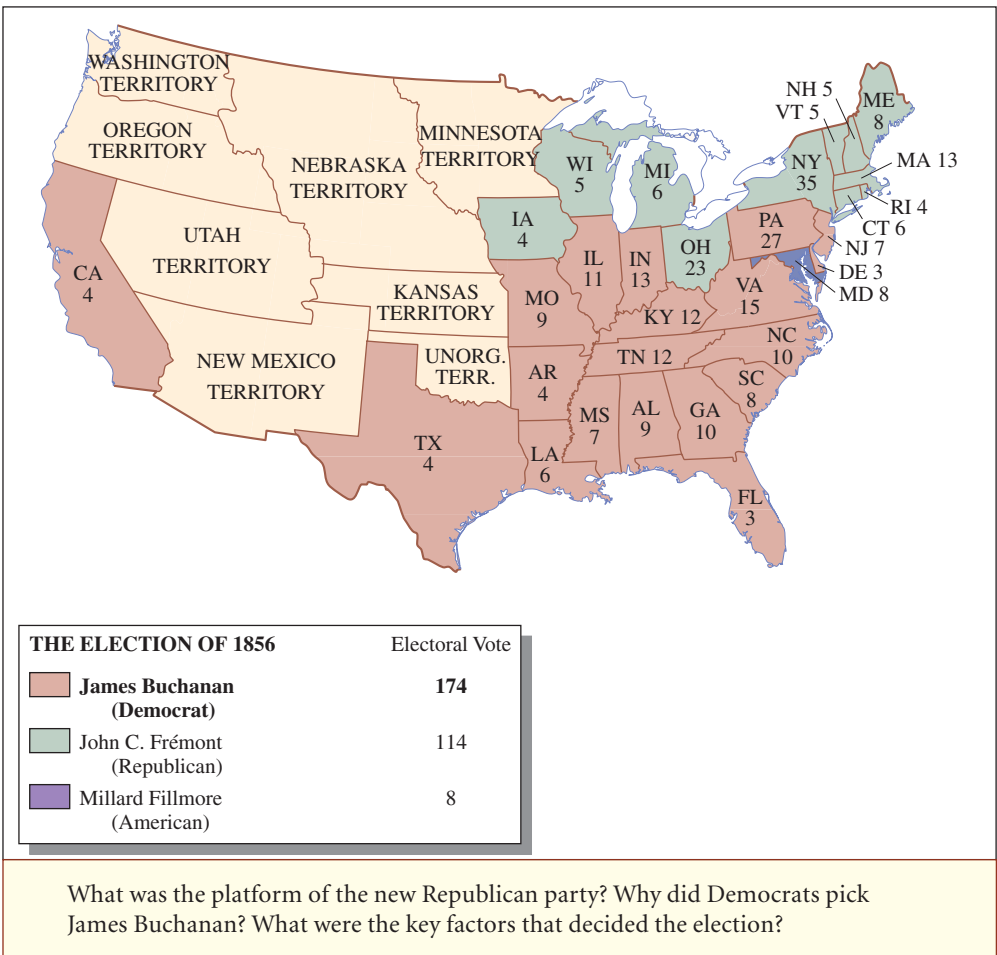 WASHINGTON
TERRITORY
OREGON
TERRITORY
NEBRASKA
TERRITORY
MINNESOTA
TERRITORY
UTAH
TERRITORY
KANSAS
TERRITORY
NEW MEXICO
TERRITORY
UNORG.
TERR.
CA
4
TX
4
IA
4
WI
5
MI
6
IL
11
IN
13
OH
23
MO
9
KY 12
TN 12
AR
4
LA
6
MS
7
AL
9
GA
10
FL
3
SC
8
NC
10
VA
15
PA
27
NY
35
NH 5
VT 5
ME
8
MA 13
RI 4
CT 6
NJ 7
DE 3
MD 8
THE ELECTION OF 1856 Electoral Vote
James Buchanan 174
(Democrat)
John C. Frémont 114
(Republican)
Millard Fillmore 8
(American)
What was the platform of the new Republican party? Why did Democrats pick
James Buchanan? What were the key factors that decided the election?